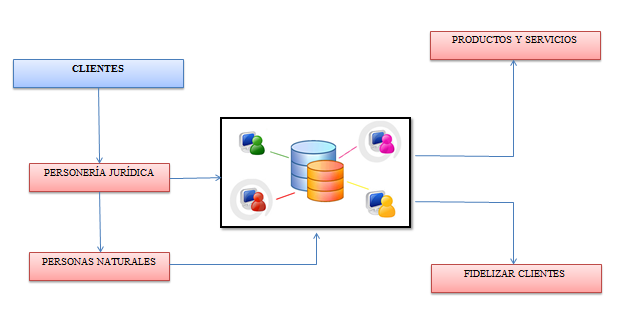 CLIENTES
PERSONERÍA JURÍDICA
PERSONAS NATURALES
PRODUCTOS Y SERVICIOS
FIDELIZAR CLIENTES